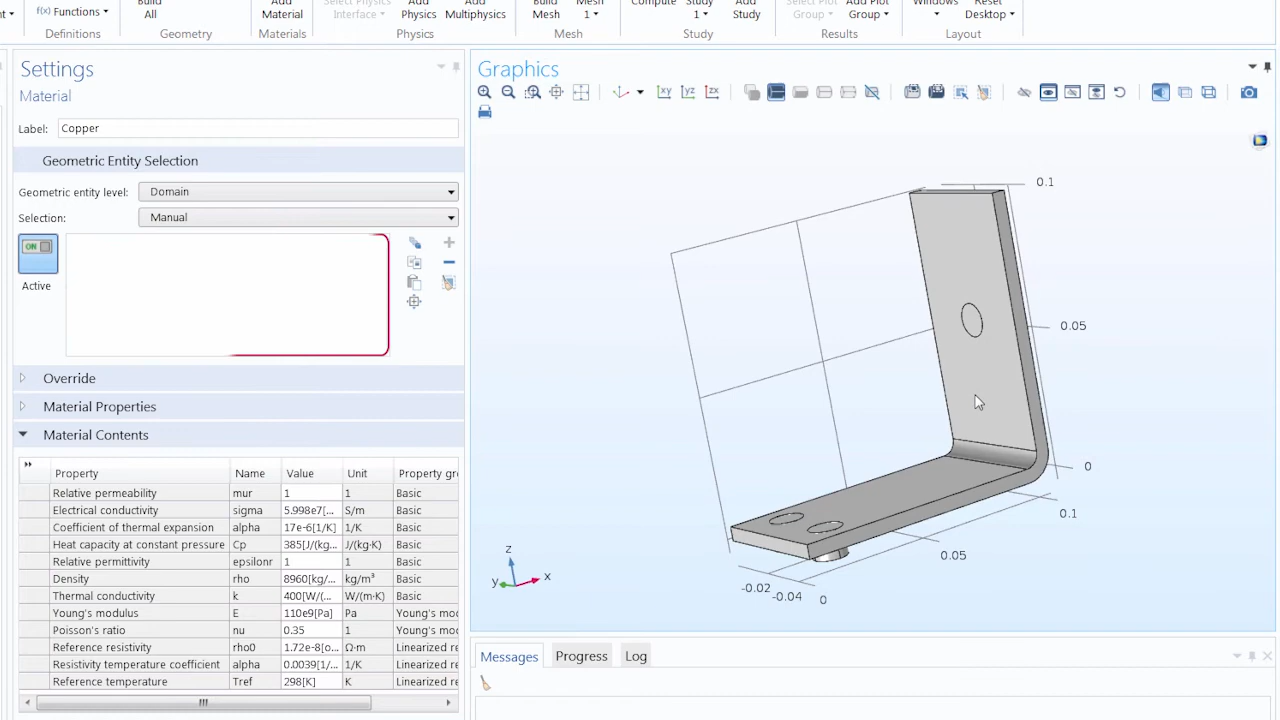 Functions
Build
All
Add
Material
Select Physics
Interface
Add
Physics
Add
Multiphysics
Build
Mesh
Mesh
1
Compute
Study
1
Add
Study
Select Plot
Group
Add Plot
Group
Windows
Reset
Desktop
Definitions
Geometry
Materials
Physics
Mesh
Study
Results
Layout
Settings
Material
Label: Copper
Geometric Entity Selection
Geometric entity level: Domain
Selection: Manual
ON
Active
Override
Material Properties
Material Contents
Property Name Value Unit Property gr
Relative permeability mur 1 1 Basic
Electrical conductivity sigma 5.998e7[... S/m Basic
Coefficient of thermal expansion alpha 17e-6[1/K] 1/K Basic
Heat capacity at constant pressure Cp 385[J/(kg... J/(kg·K) Basic
Relative permittivity epsilonr 1 1 Basic
Density rho 8960[kg/... kg/m³ Basic
Thermal conductivity k 400[W/(... W/(m·K) Basic
Young's modulus E 110e9[Pa] Pa Young's mo
Poisson's ratio nu 0.35 1 Young's mo
Reference resistivity rho0 1.72e-8[o... Ω·m Linearized re
Resistivity temperature coefficient alpha 0.0039[1/... 1/K Linearized re
Reference temperature Tref 298[K] K Linearized re
Graphics
xy yz zx
0.1
0.05
0
0.1
0.05
0
-0.02
-0.04
z
y
x
Messages Progress Log